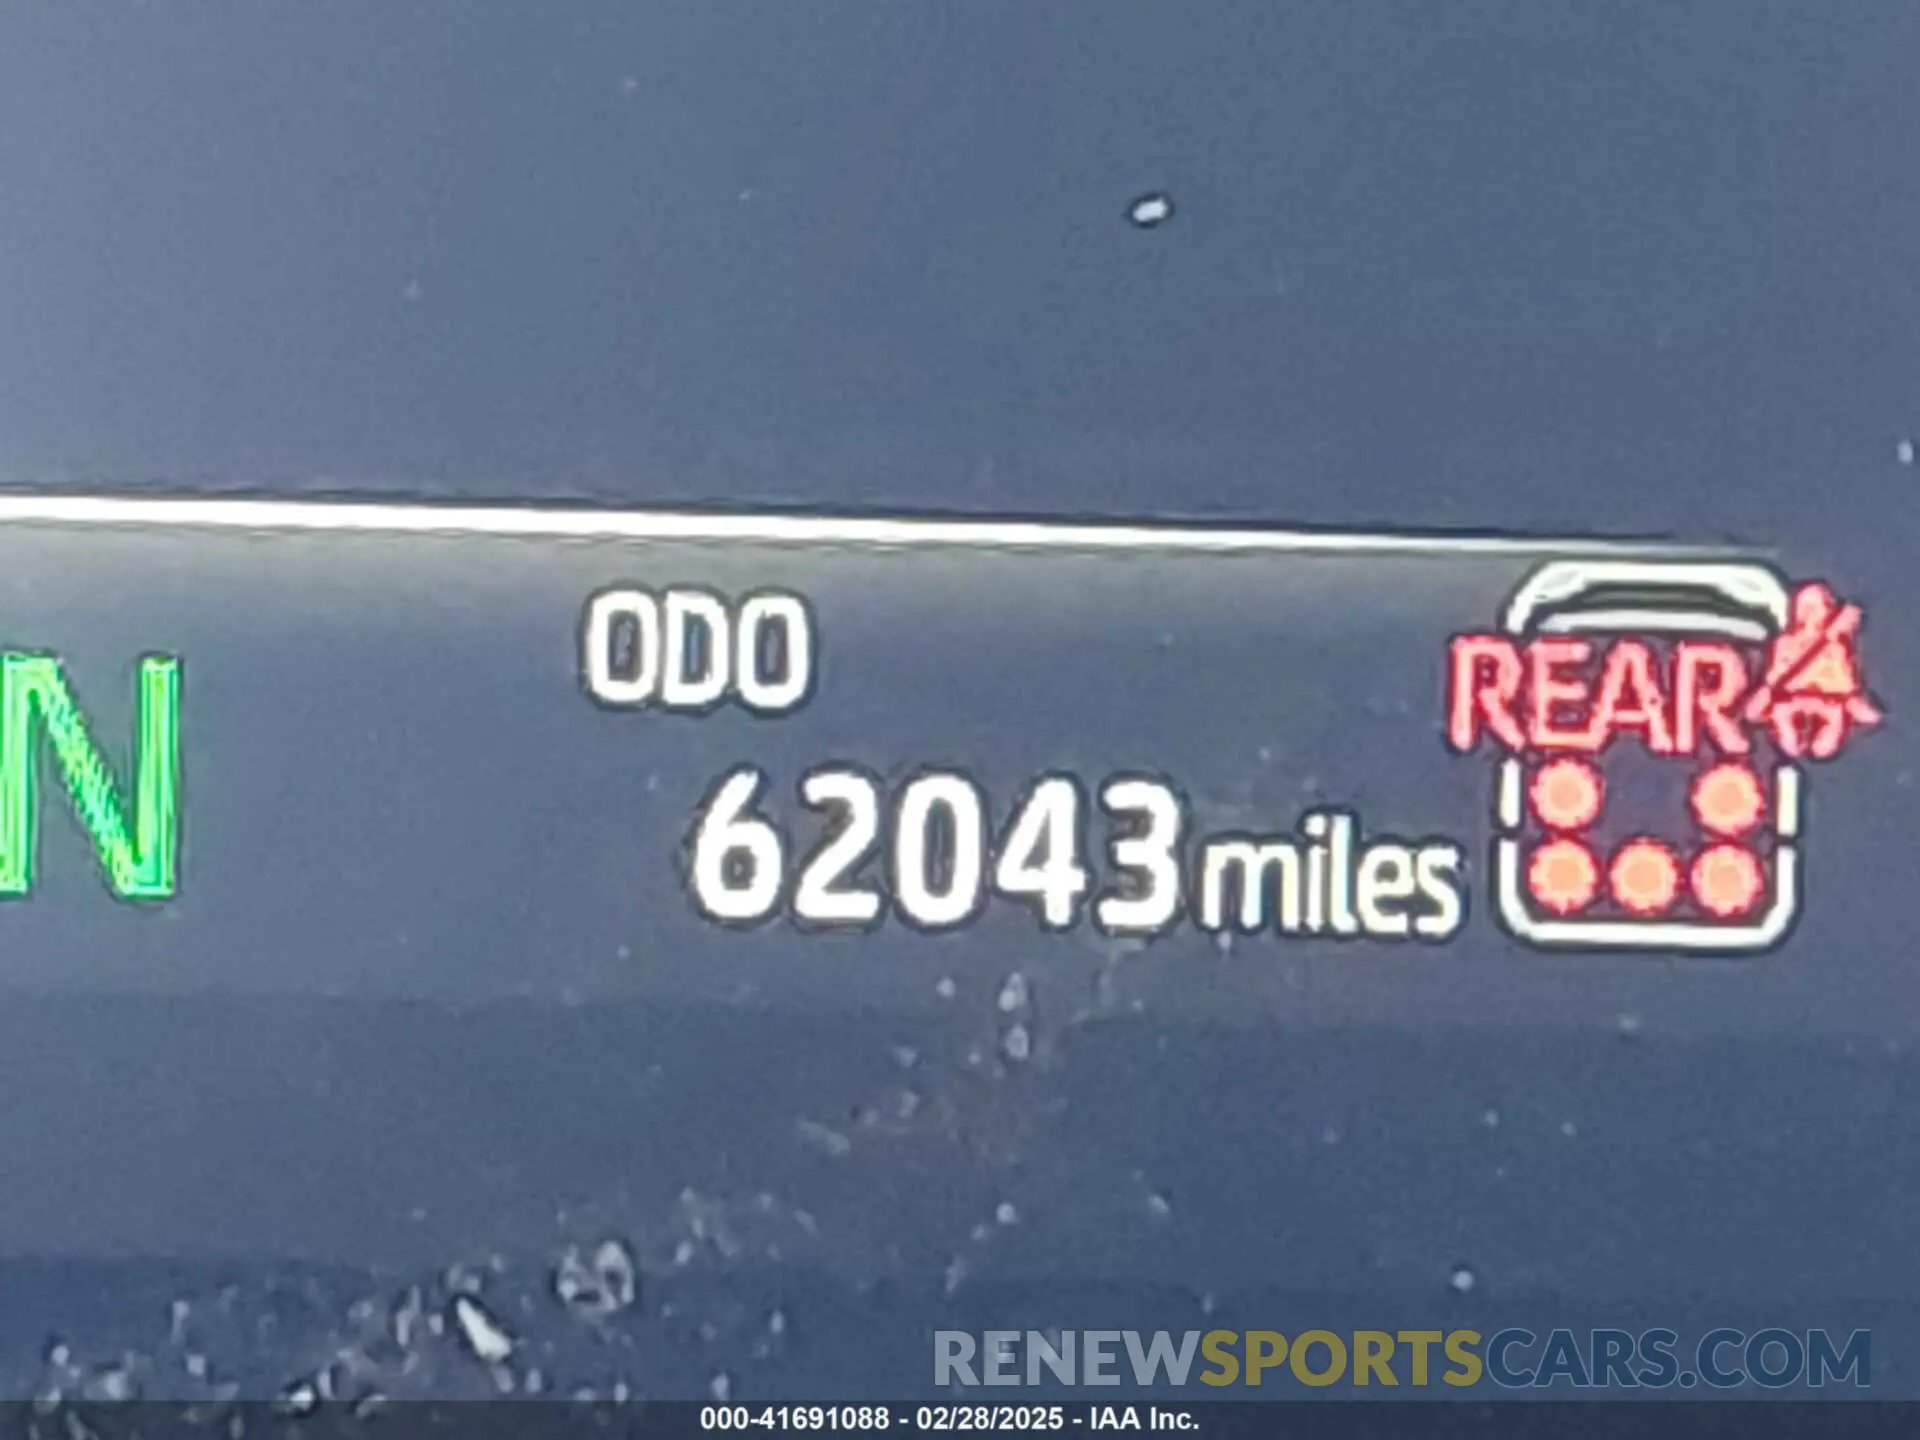 ODO
N
REAR
62043 miles
RENEWSPORTSCARS.COM
000-41691088 - 02/28/2025 - IAA Inc.